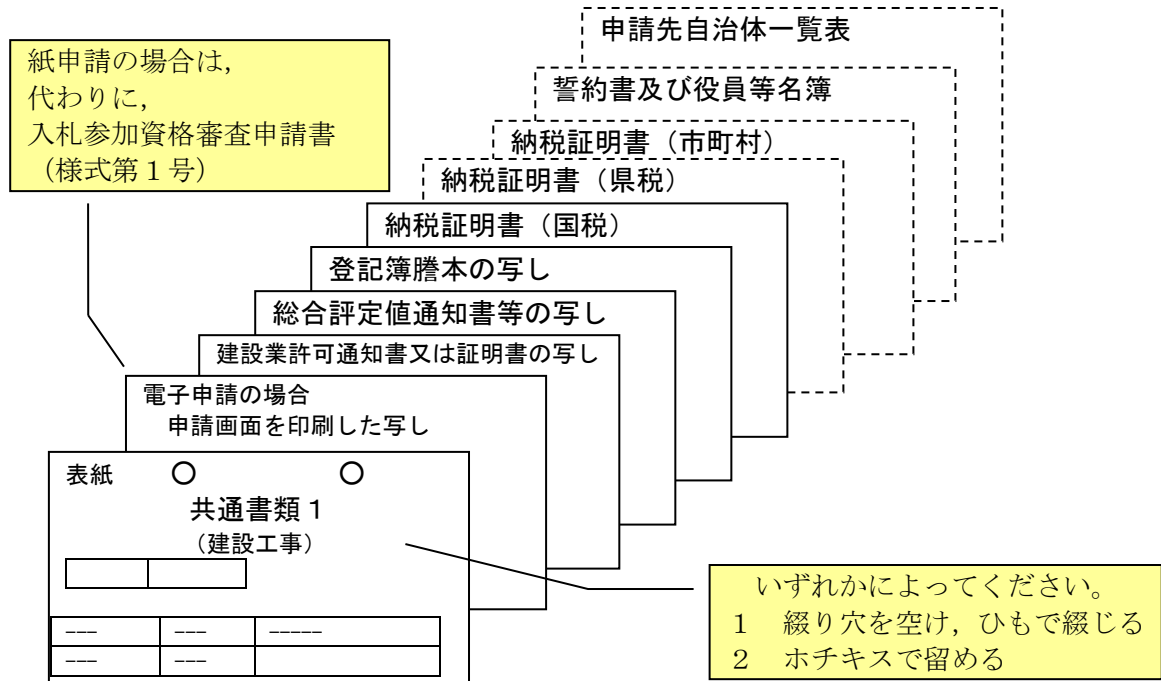 申請先自治体一覧表
誓約書及び役員等名簿
納税証明書（市町村）
納税証明書（県税）
納税証明書（国税）
登記簿謄本の写し
総合評定値通知書等の写し
建設業許可通知書又は証明書の写し
電子申請の場合
申請画面を印刷した写し
紙申請の場合は，
代わりに，
入札参加資格審査申請書
（様式第１号）
表紙　〇　〇
共通書類１
（建設工事）
--- --- -----
--- ---
いずれかによってください。
１　綴り穴を空け，ひもで綴じる
２　ホチキスで留める